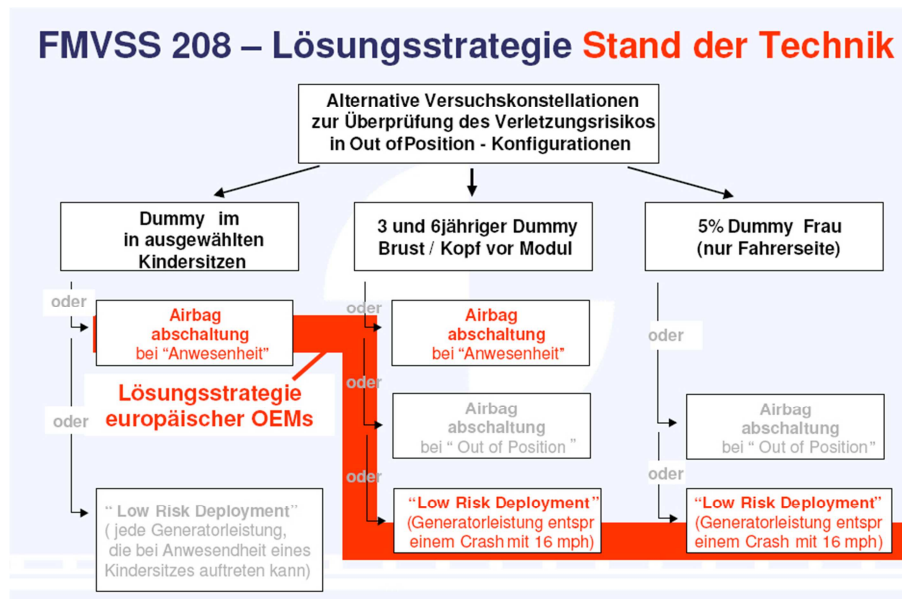 FMVSS 208 – Lösungsstrategie Stand der Technik
Alternative Versuchskonstellationen
zur Überprüfung des Verletzungsrisikos
in Out ofPosition - Konfigurationen
Dummy im
in ausgewählten
Kindersitzen
3 und 6jähriger Dummy
Brust / Kopf vor Modul
5% Dummy Frau
(nur Fahrerseite)
oder
Airbag
abschaltung
bei “Anwesenheit”
oder
Airbag
abschaltung
bei “Anwesenheit”
oder
Lösungsstrategie
europäischer OEMs
oder
oder
Airbag
abschaltung
bei “ Out of Position ”
Airbag
abschaltung
bei “ Out of Position”
oder
oder
“ Low Risk Deployment”
( jede Generatorleistung,
die bei Anwesendheit eines
Kindersitzes auftreten kann)
“Low Risk Deployment”
(Generatorleistung entspr
einem Crash mit 16 mph)
“Low Risk Deployment”
(Generatorleistung entspr
einem Crash mit 16 mph)